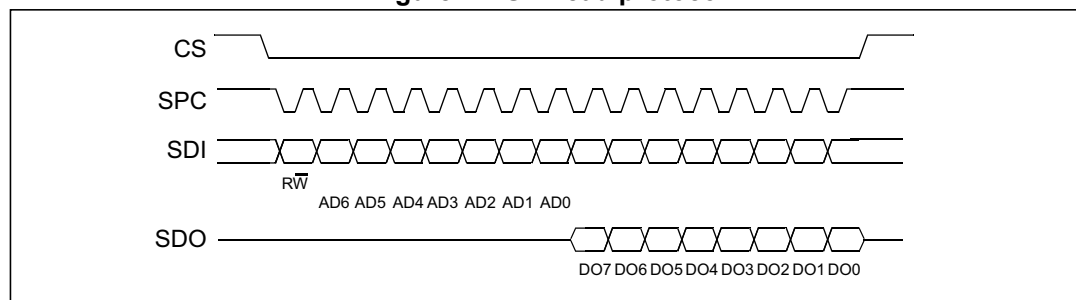 CS
SPC
SDI
RW̅
AD6 AD5 AD4 AD3 AD2 AD1 AD0
SDO
DO7 DO6 DO5 DO4 DO3 DO2 DO1 DO0